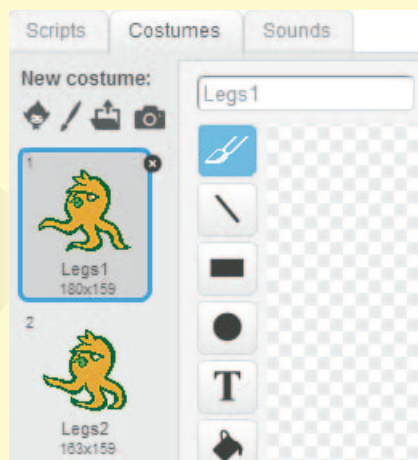 Scripts Costumes Sounds
New costume:
Legs1
1
Legs1
180x159
2
Legs2
163x159
T